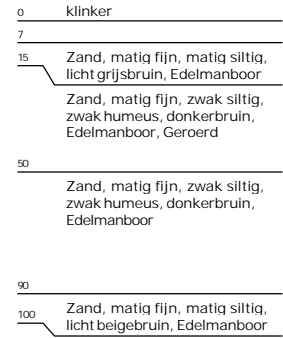 0 klinker
7
15 Zand, matig fijn, matig siltig,
licht grijsbruin, Edelmanboor
Zand, matig fijn, zwak siltig,
zwak humeus, donkerbruin,
Edelmanboor, Geroerd
50
Zand, matig fijn, zwak siltig,
zwak humeus, donkerbruin,
Edelmanboor
90
100 Zand, matig fijn, matig siltig,
licht beigebruin, Edelmanboor